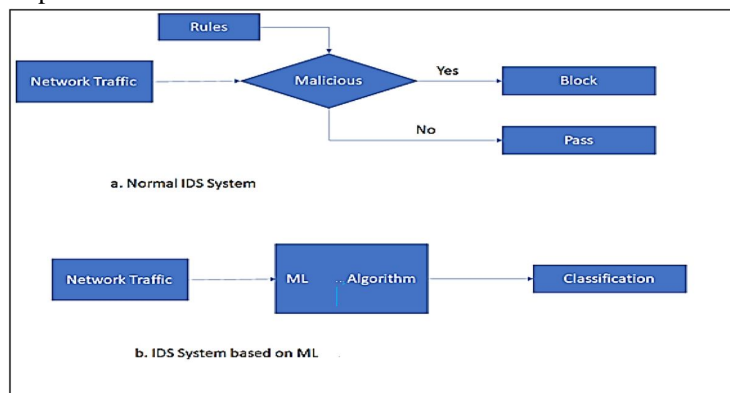 Rules
Network Traffic
Malicious
Yes
Block
No
Pass
a. Normal IDS System
Network Traffic
ML .. Algorithm
Classification
b. IDS System based on ML